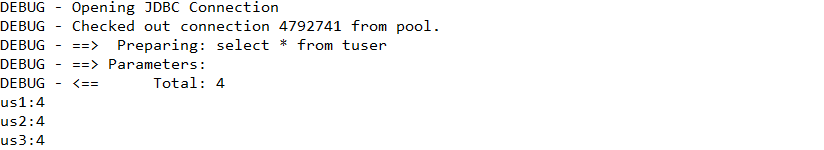 DEBUG - Opening JDBC Connection
DEBUG - Checked out connection 4792741 from pool.
DEBUG - ==>  Preparing: select * from tuser
DEBUG - ==> Parameters:
DEBUG - <==      Total: 4
us1:4
us2:4
us3:4